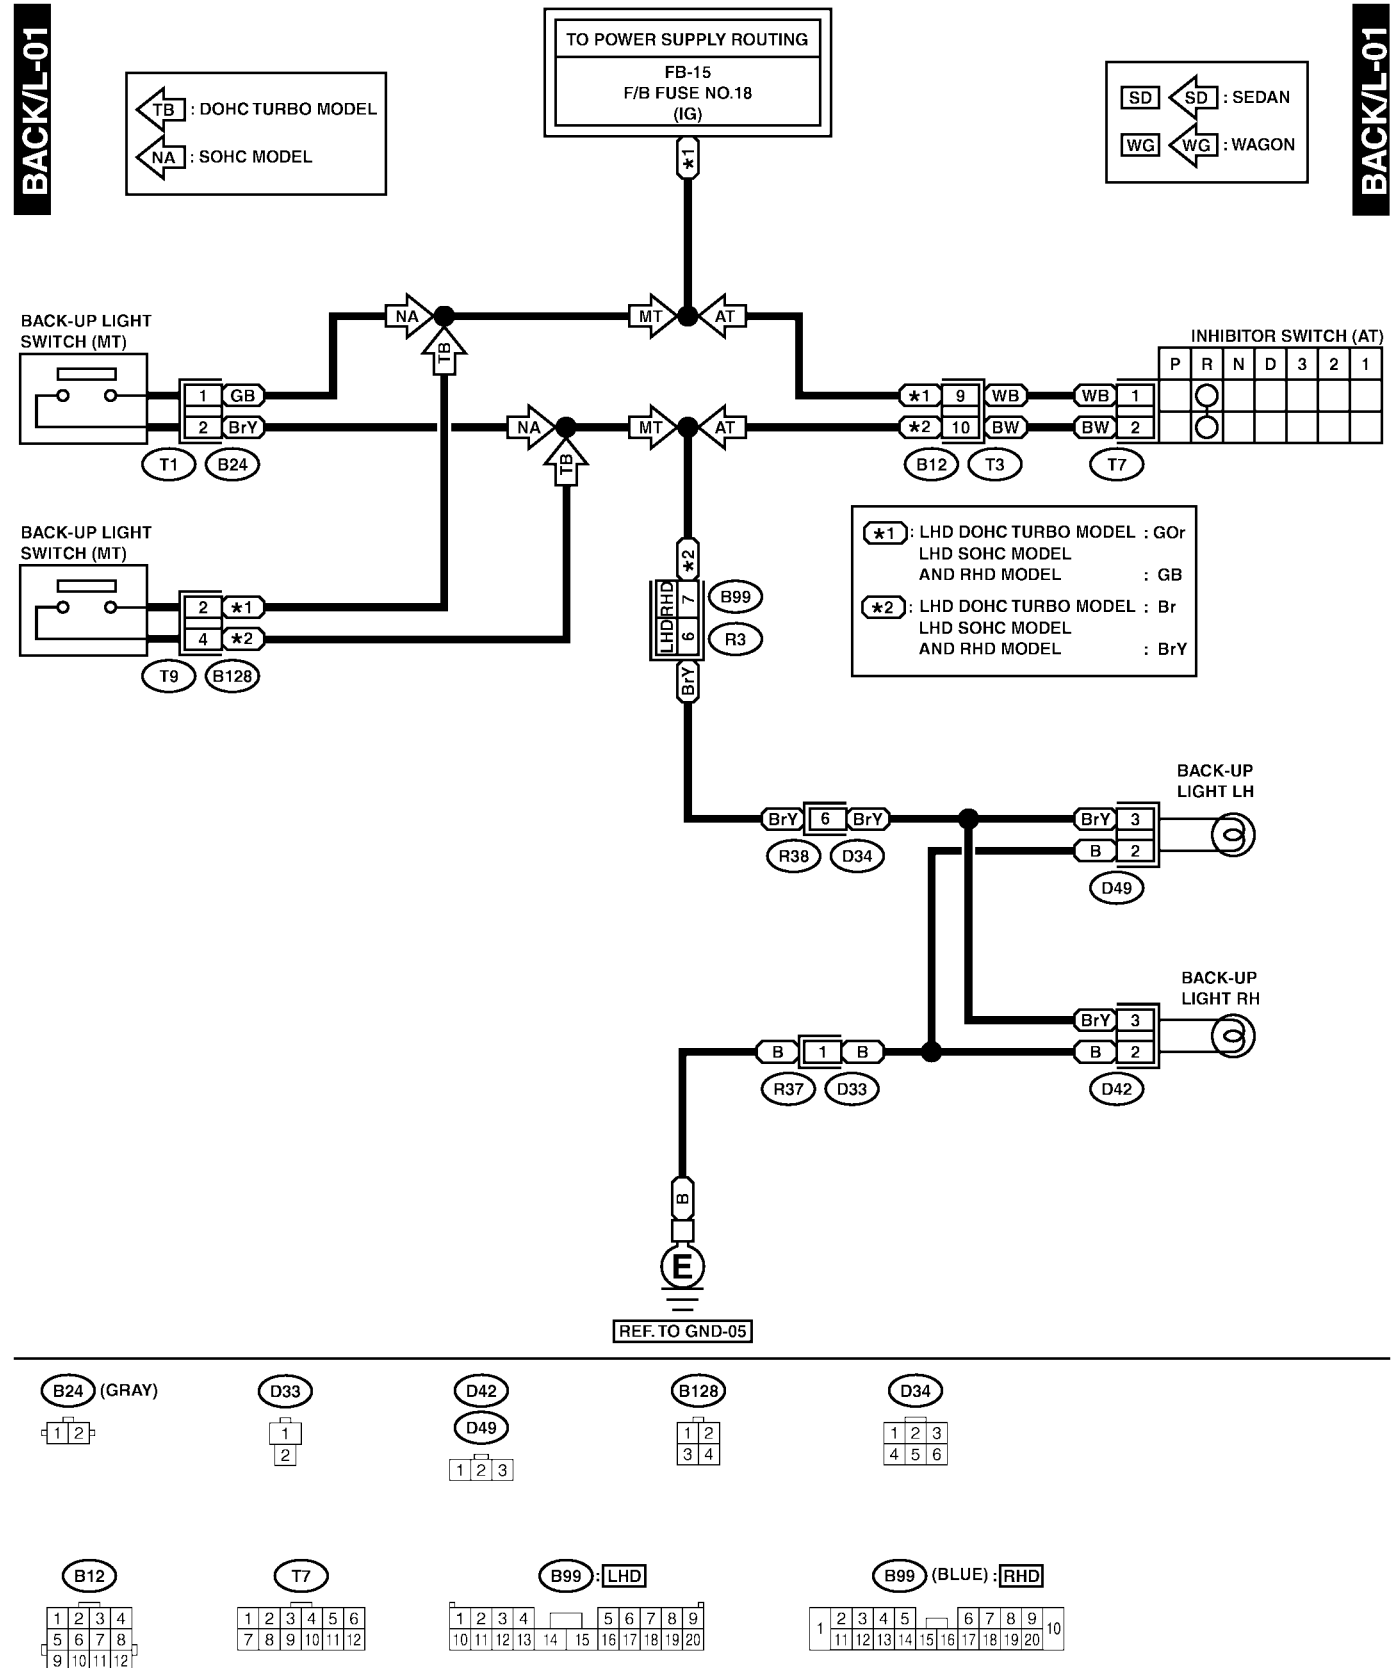 BACK/L-01
BACK/L-01
TO POWER SUPPLY ROUTING
FB-15
F/B FUSE NO.18
(IG)
TB : DOHC TURBO MODEL
NA : SOHC MODEL
SD SD : SEDAN
WG WG : WAGON
*1
NA MT AT
TB
BACK-UP LIGHT
SWITCH (MT)
1 GB
2 BrY
T1 B24
NA MT AT
TB
INHIBITOR SWITCH (AT)
P R N D 3 2 1
*1 9 WB WB 1
*2 10 BW BW 2
B12 T3 T7
BACK-UP LIGHT
SWITCH (MT)
2 *1
4 *2
T9 B128
*2
RHD 7 B99
LHD 6 R3
BrY
*1 : LHD DOHC TURBO MODEL : GOr
LHD SOHC MODEL
AND RHD MODEL : GB
*2 : LHD DOHC TURBO MODEL : Br
LHD SOHC MODEL
AND RHD MODEL : BrY
BACK-UP
LIGHT LH
BrY 6 BrY BrY 3
B 2
R38 D34
D49
BACK-UP
LIGHT RH
BrY 3
B 1 B B 2
R37 D33 D42
B
E
REF. TO GND-05
B24 (GRAY)
1 2
D33
1
2
D42
D49
1 2 3
B128
1 2
3 4
D34
1 2 3
4 5 6
B12
1 2 3 4
5 6 7 8
9 10 11 12
T7
1 2 3 4 5 6
7 8 9 10 11 12
B99 : LHD
1 2 3 4 5 6 7 8 9
10 11 12 13 14 15 16 17 18 19 20
B99 (BLUE) : RHD
1 2 3 4 5 6 7 8 9 10
11 12 13 14 15 16 17 18 19 20